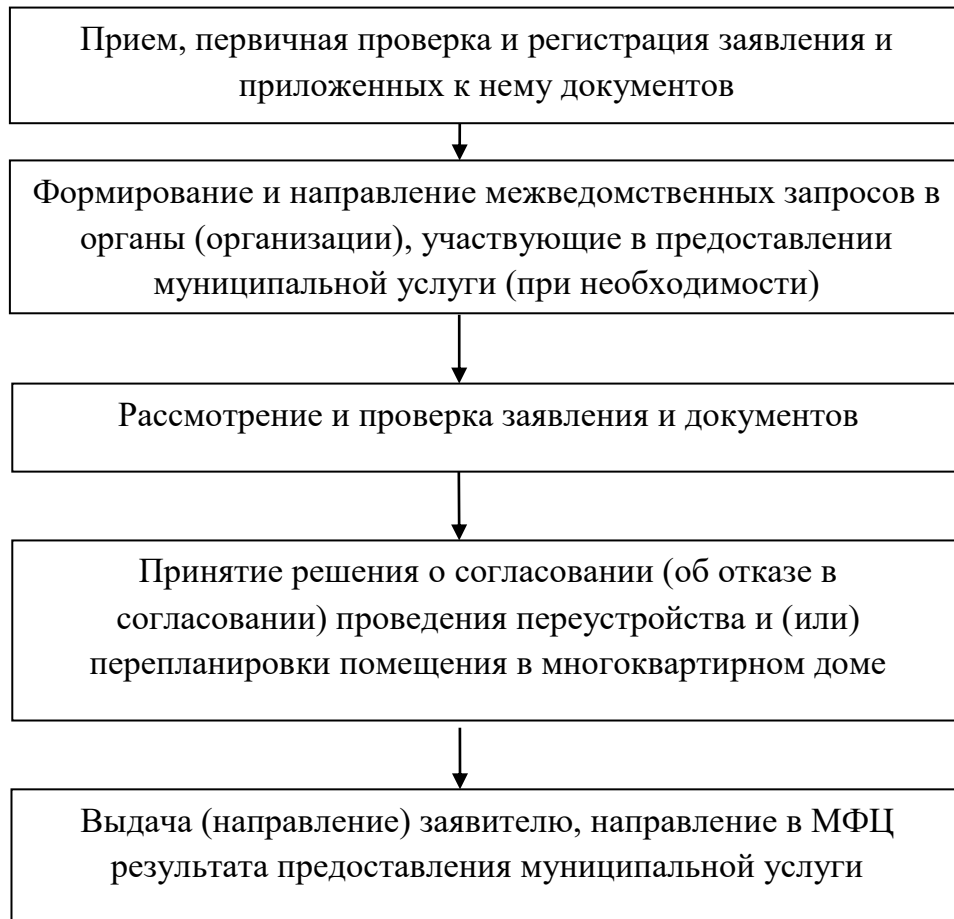 Прием, первичная проверка и регистрация заявления и
приложенных к нему документов
Формирование и направление межведомственных запросов в
органы (организации), участвующие в предоставлении
муниципальной услуги (при необходимости)
Рассмотрение и проверка заявления и документов
Принятие решения о согласовании (об отказе в
согласовании) проведения переустройства и (или)
перепланировки помещения в многоквартирном доме
Выдача (направление) заявителю, направление в МФЦ
результата предоставления муниципальной услуги